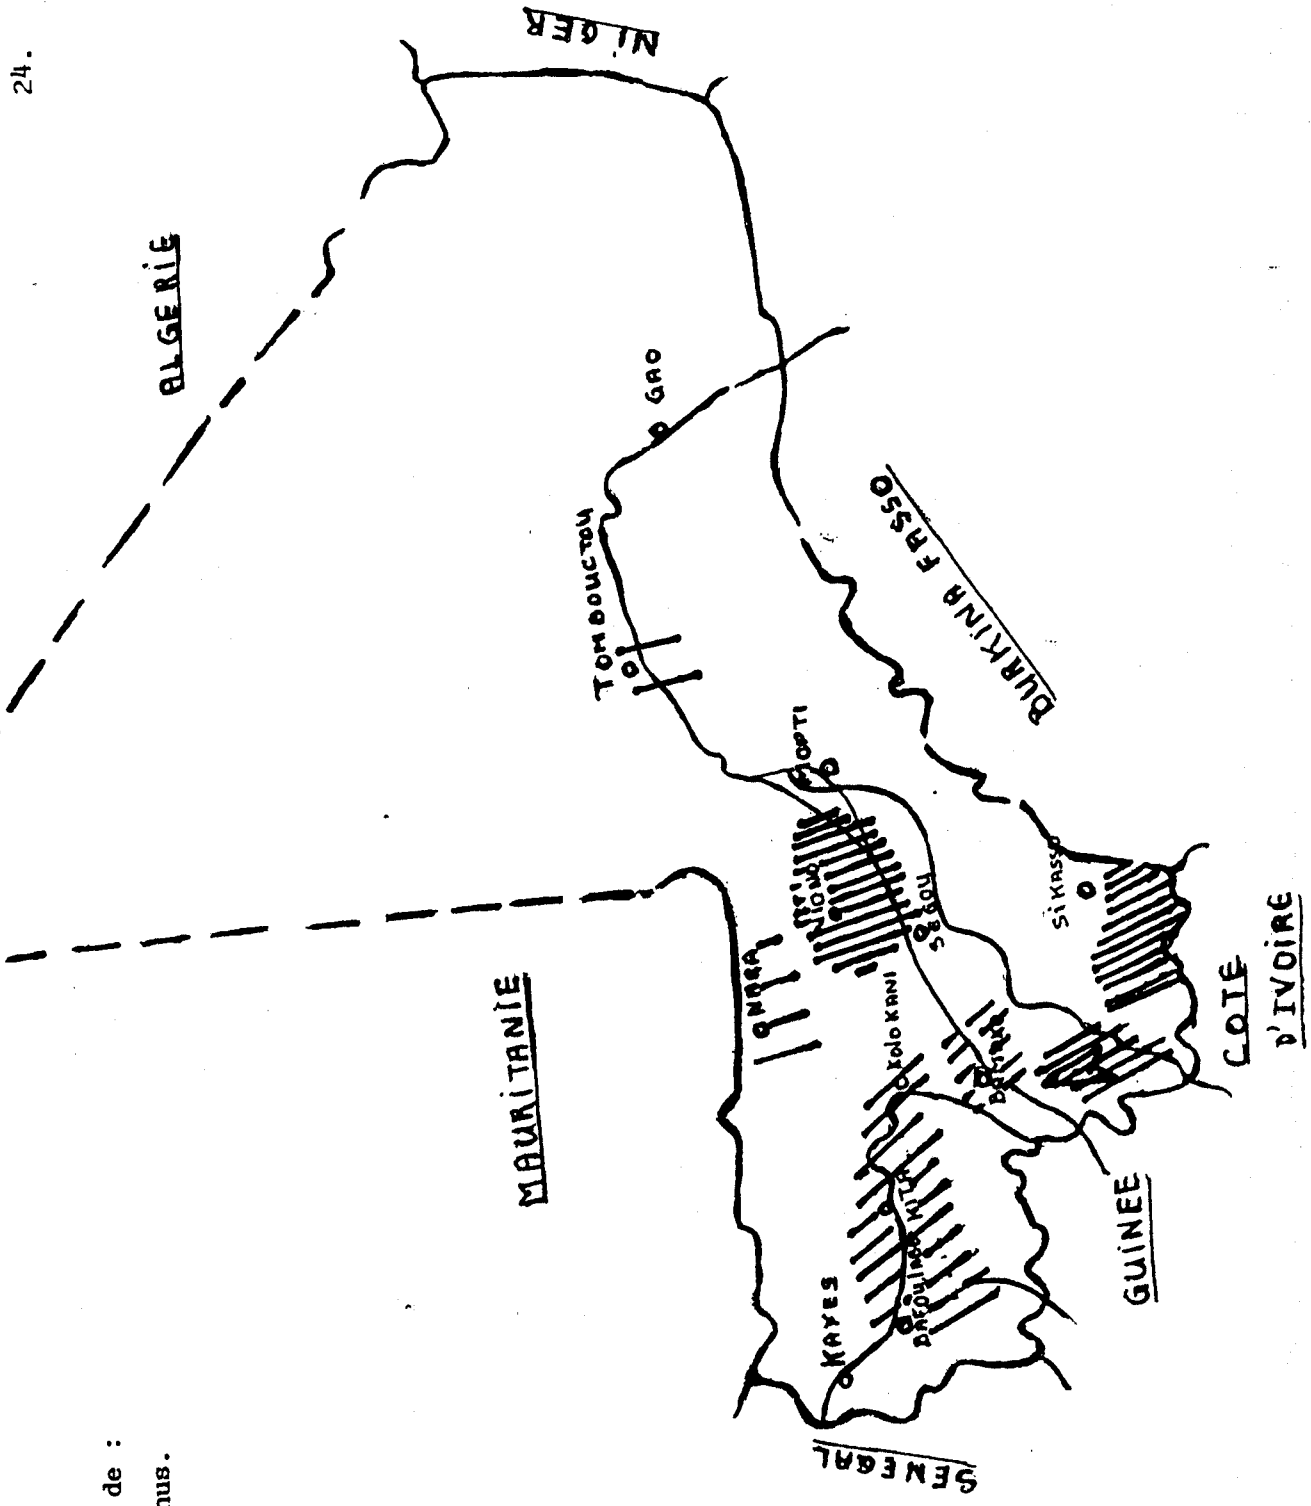 24.
de :
nus.
NiGER
ALGERiE
MAURiTANiE
GAO
TOMBOUCTOU
BURKiNA FASSO
MOPTI
NIONO
NARA
SEGOU
SiKASSO
KOLOKANI
KITA
KAYES
SENEGAL
GUiNEE
COTE
D'IVOiRE